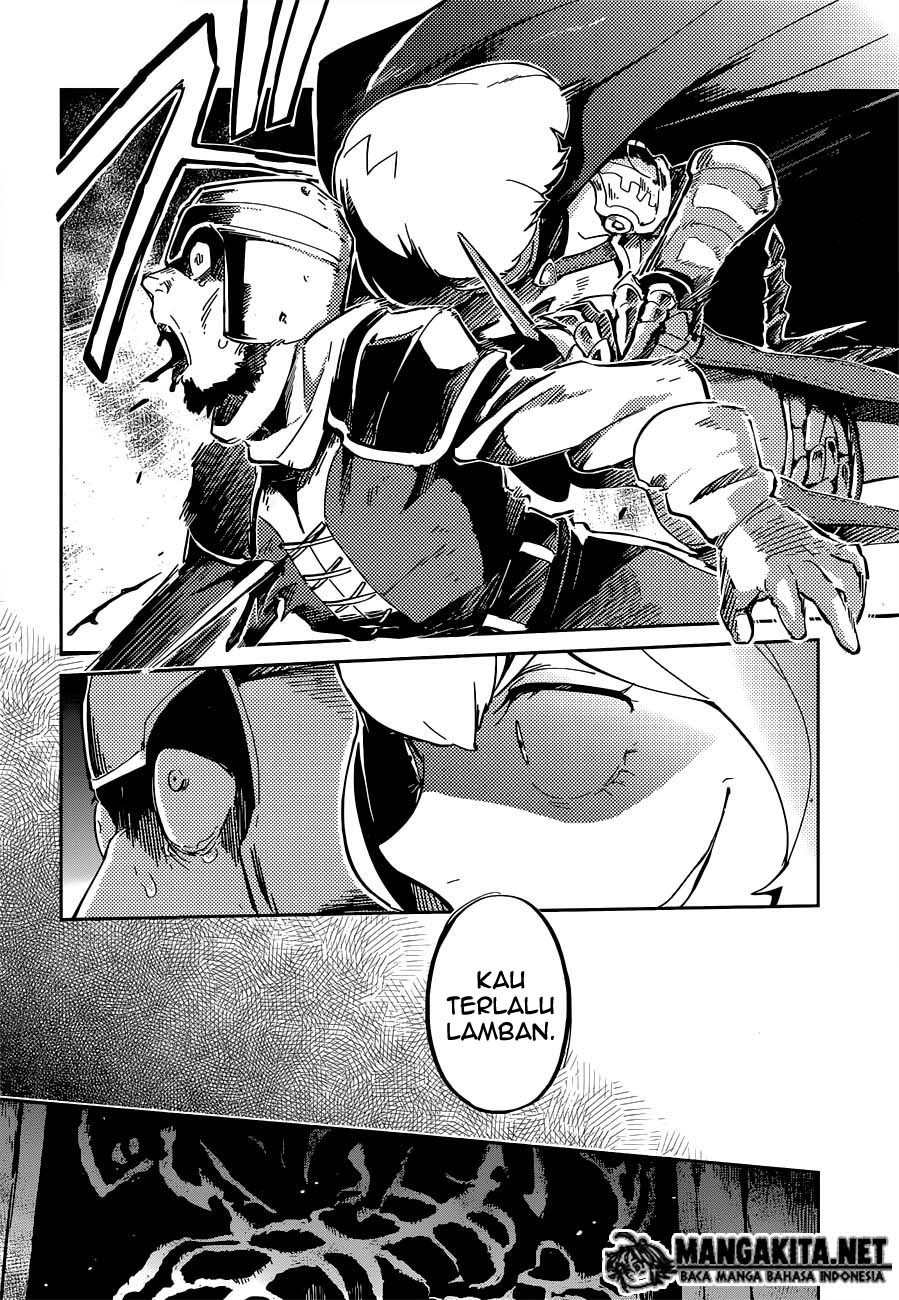 KAU
TERLALU
LAMBAN.
MANGAKITA.NET
BACA MANGA BAHASA INDONESIA